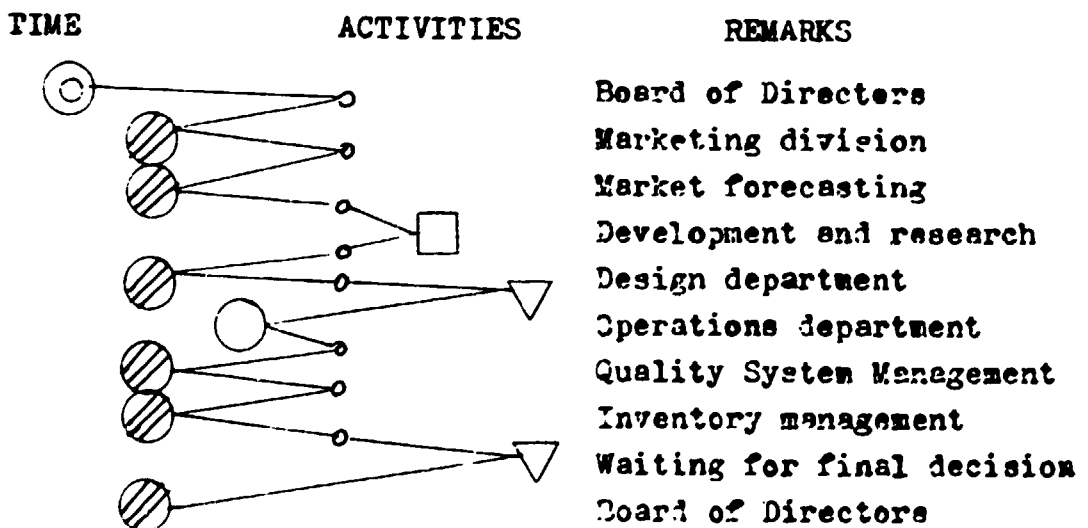 TIME ACTIVITIES REMARKS
Board of Directors
Marketing division
Market forecasting
Development and research
Design department
Operations department
Quality System Management
Inventory management
Waiting for final decision
Board of Directors